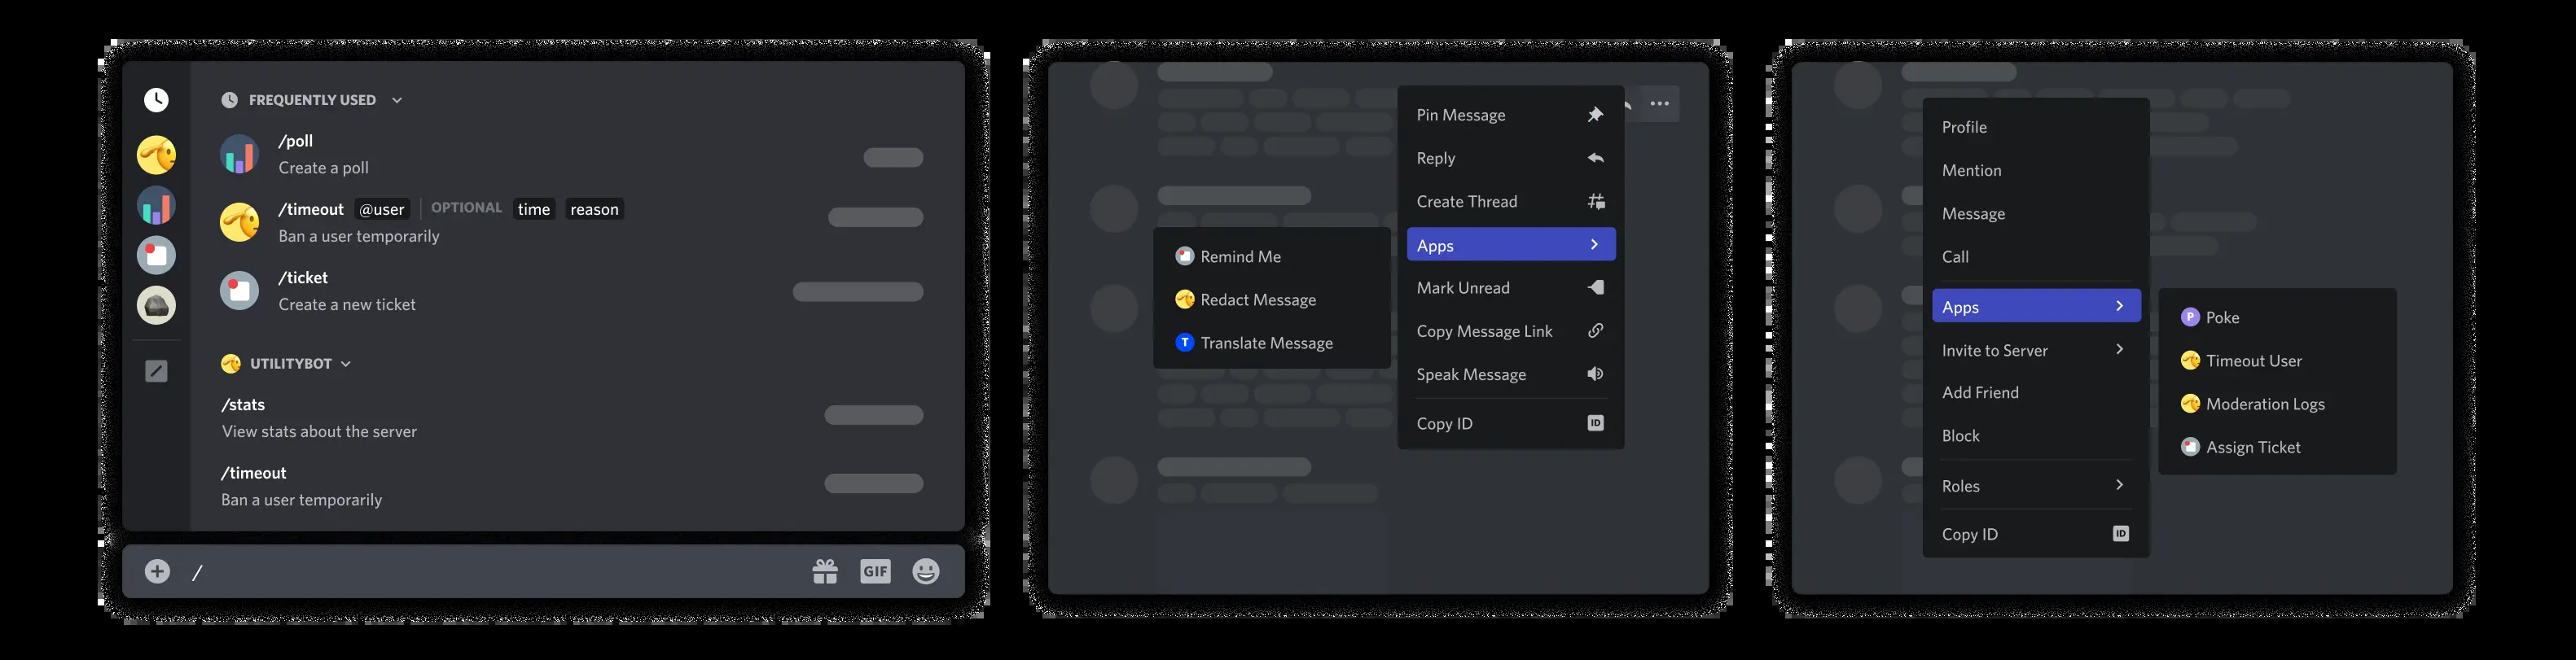 FREQUENTLY USED
/poll
Create a poll
/timeout @user OPTIONAL time reason
Ban a user temporarily
/ticket
Create a new ticket
UTILITYBOT
/stats
View stats about the server
/timeout
Ban a user temporarily
/
GIF
Pin Message
Reply
Create Thread
Apps
Mark Unread
Copy Message Link
Speak Message
Copy ID ID
Remind Me
Redact Message
T Translate Message
Profile
Mention
Message
Call
Apps
Invite to Server
Add Friend
Block
Roles
Copy ID ID
P Poke
Timeout User
Moderation Logs
Assign Ticket